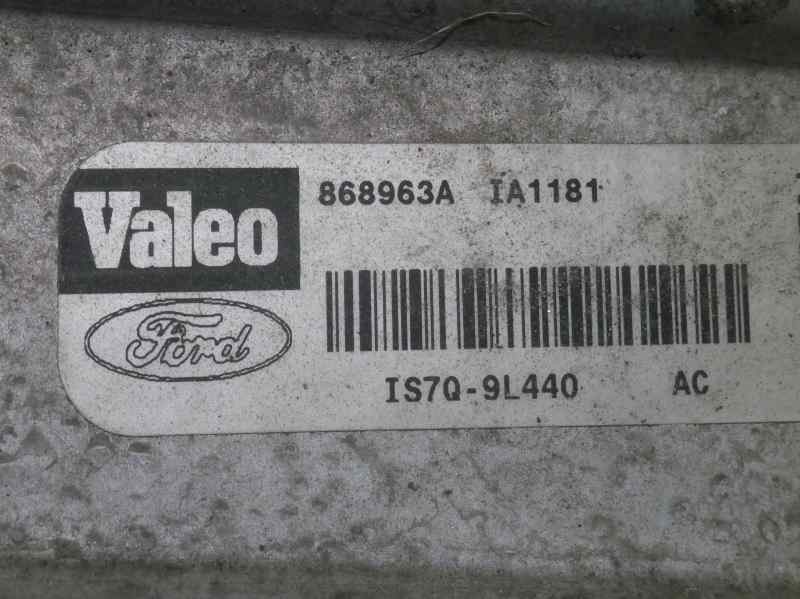 Valeo
868963A IA1181
Ford
IS7Q-9L440 AC